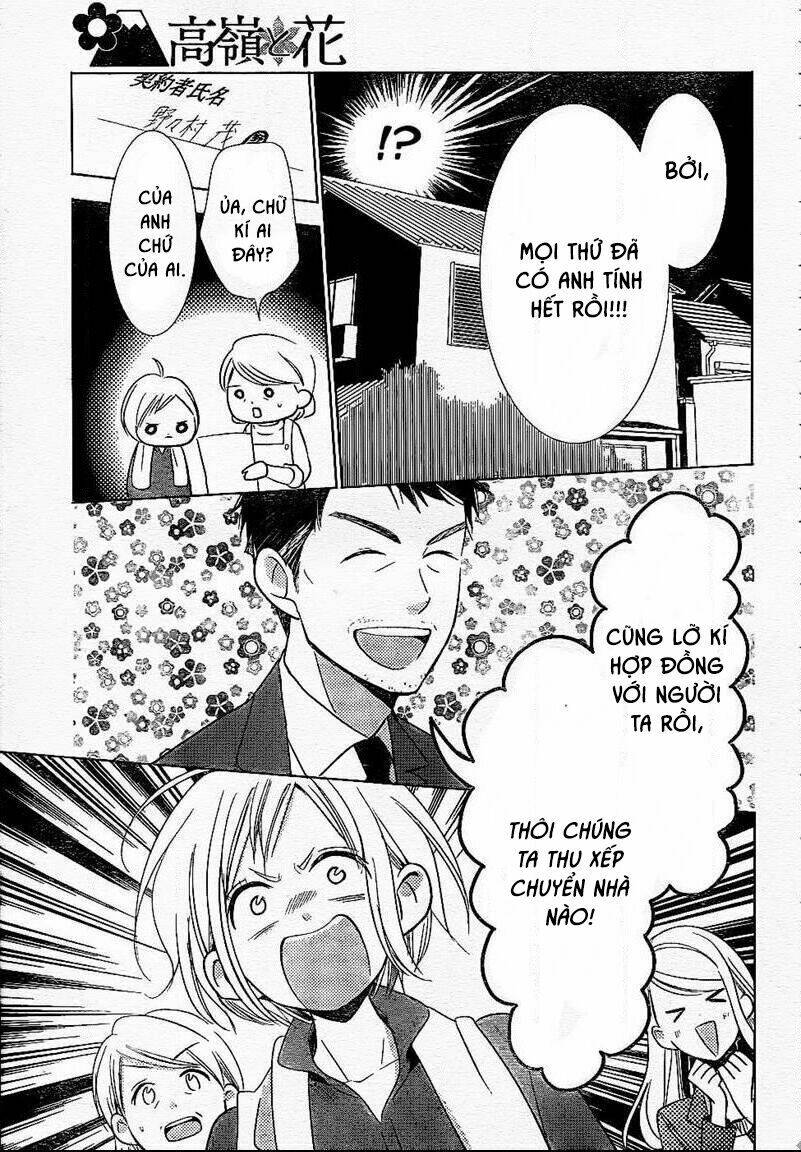 高嶺と花
BỞI,
MỌI THỨ ĐÃ
CÓ ANH TÍNH
HẾT RỒI!!!
!?
契約者氏名
野々村 茂
ỦA, CHỮ
KÍ AI
ĐÂY?
CỦA
ANH
CHỨ
CỦA AI.
CŨNG LỠ KÍ
HỢP ĐỒNG
VỚI NGƯỜI
TA RỒI,
THÔI CHÚNG
TA THU XẾP
CHUYỂN NHÀ
NÀO!